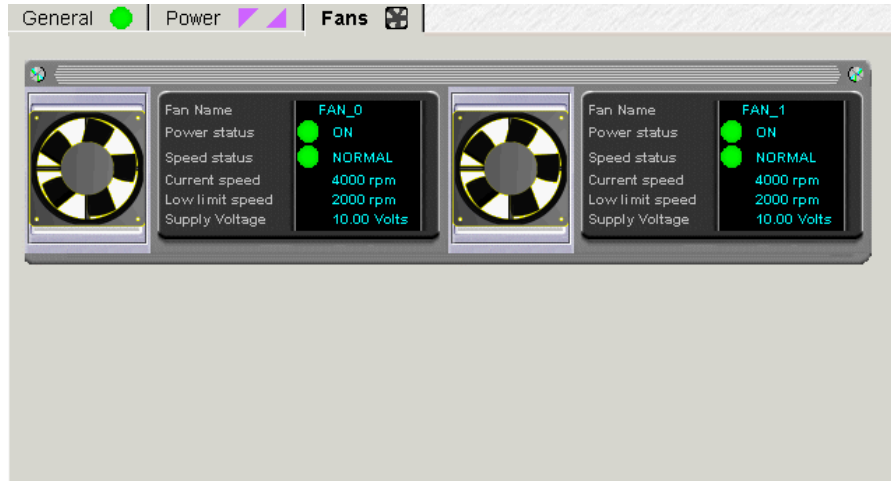 General Power Fans
Fan Name FAN_0
Power status ON
Speed status NORMAL
Current speed 4000 rpm
Low limit speed 2000 rpm
Supply Voltage 10.00 Volts
Fan Name FAN_1
Power status ON
Speed status NORMAL
Current speed 4000 rpm
Low limit speed 2000 rpm
Supply Voltage 10.00 Volts